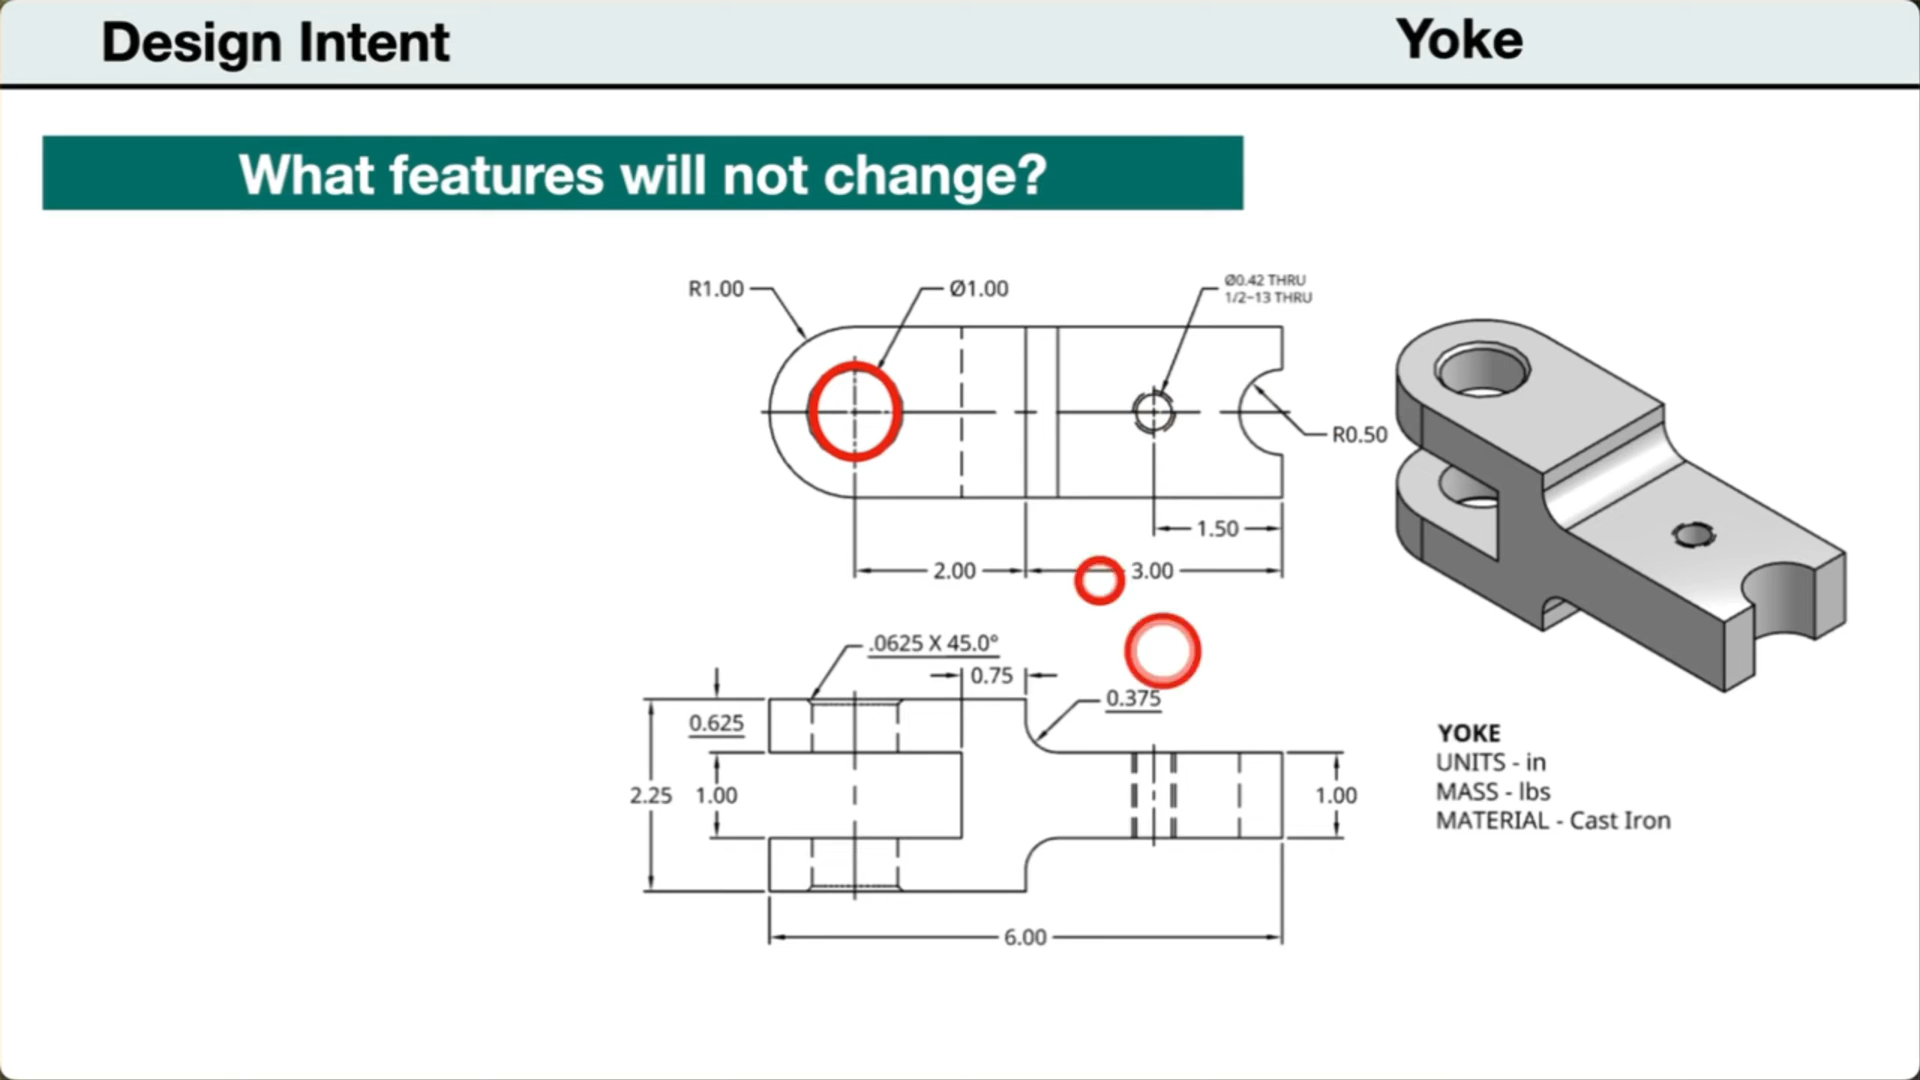 Design Intent
Yoke
What features will not change?
R1.00
Ø1.00
Ø0.42 THRU
1/2-13 THRU
R0.50
1.50
2.00
3.00
.0625 X 45.0°
0.75
0.375
0.625
2.25
1.00
1.00
6.00
YOKE
UNITS - in
MASS - lbs
MATERIAL - Cast Iron